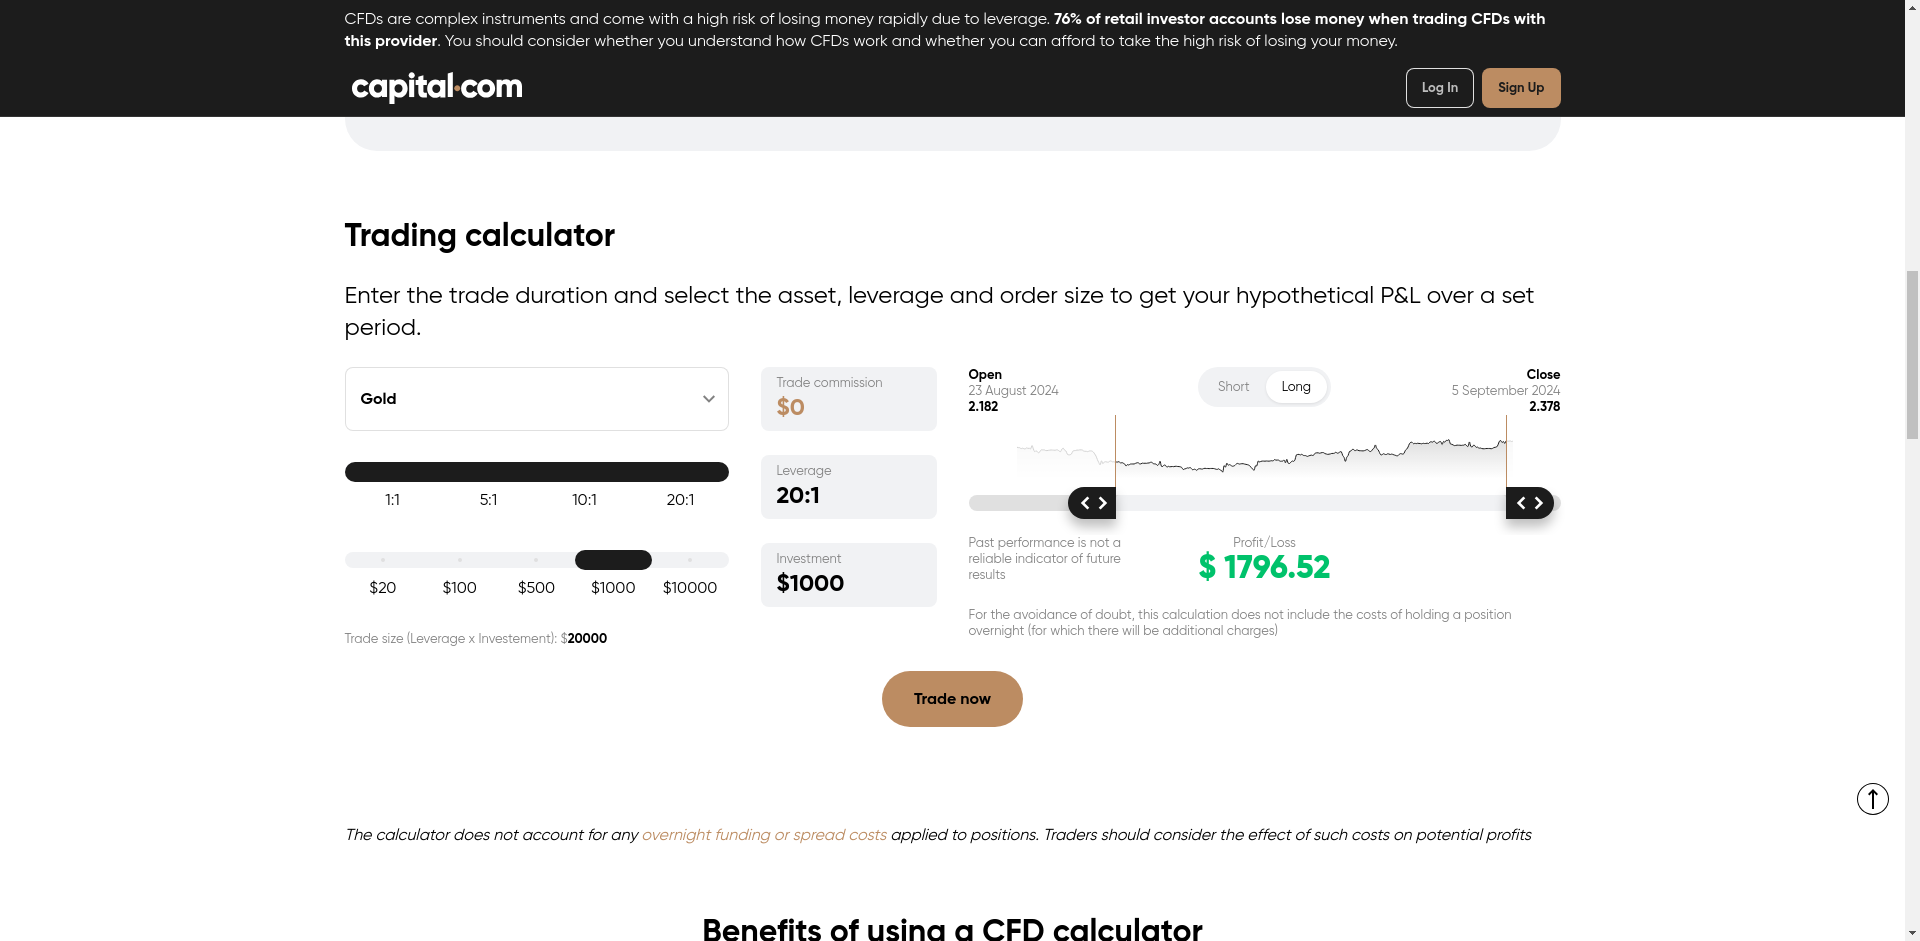 CFDs are complex instruments and come with a high risk of losing money rapidly due to leverage. 76% of retail investor accounts lose money when trading CFDs with
this provider. You should consider whether you understand how CFDs work and whether you can afford to take the high risk of losing your money.
capital.com
Log In
Sign Up
Trading calculator
Enter the trade duration and select the asset, leverage and order size to get your hypothetical P&L over a set
period.
Gold
1:1 5:1 10:1 20:1
$20 $100 $500 $1000 $10000
Trade size (Leverage x Investement): $20000
Trade commission
$0
Leverage
20:1
Investment
$1000
Open
23 August 2024
2.182
Short Long
Close
5 September 2024
2.378
Past performance is not a
reliable indicator of future
results
Profit/Loss
$ 1796.52
For the avoidance of doubt, this calculation does not include the costs of holding a position
overnight (for which there will be additional charges)
Trade now
The calculator does not account for any overnight funding or spread costs applied to positions. Traders should consider the effect of such costs on potential profits
Benefits of using a CFD calculator